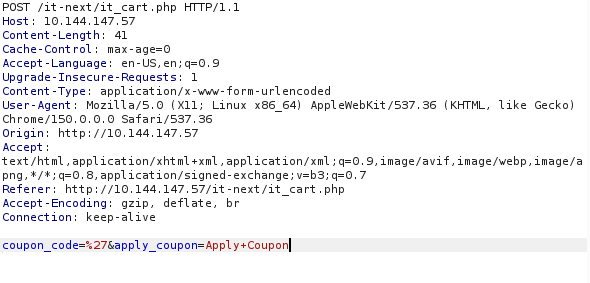 POST /it-next/it_cart.php HTTP/1.1
Host: 10.144.147.57
Content-Length: 41
Cache-Control: max-age=0
Accept-Language: en-US,en;q=0.9
Upgrade-Insecure-Requests: 1
Content-Type: application/x-www-form-urlencoded
User-Agent: Mozilla/5.0 (X11; Linux x86_64) AppleWebKit/537.36 (KHTML, like Gecko)
Chrome/150.0.0.0 Safari/537.36
Origin: http://10.144.147.57
Accept:
text/html,application/xhtml+xml,application/xml;q=0.9,image/avif,image/webp,image/a
png,*/*;q=0.8,application/signed-exchange;v=b3;q=0.7
Referer: http://10.144.147.57/it-next/it_cart.php
Accept-Encoding: gzip, deflate, br
Connection: keep-alive
coupon_code=%27&apply_coupon=Apply+Coupon